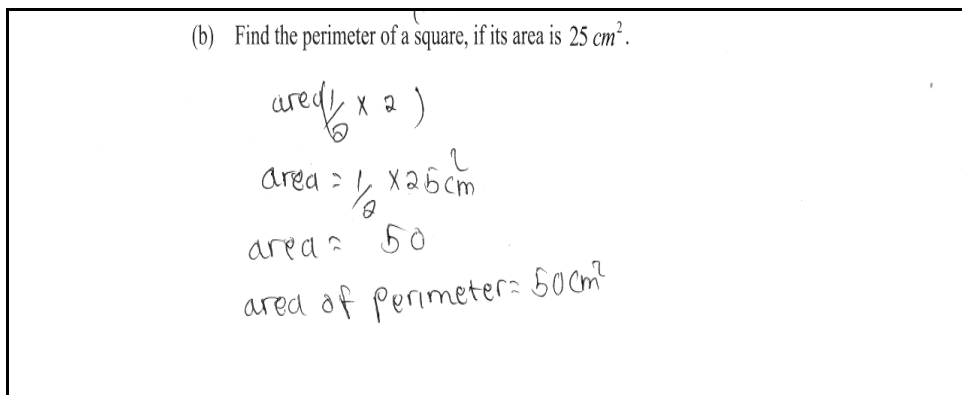 (b) Find the perimeter of a square, if its area is 25 cm².
area(1/2 x 2)
area = 1/2 x 25cm²
area = 50
area of perimeter = 50cm²